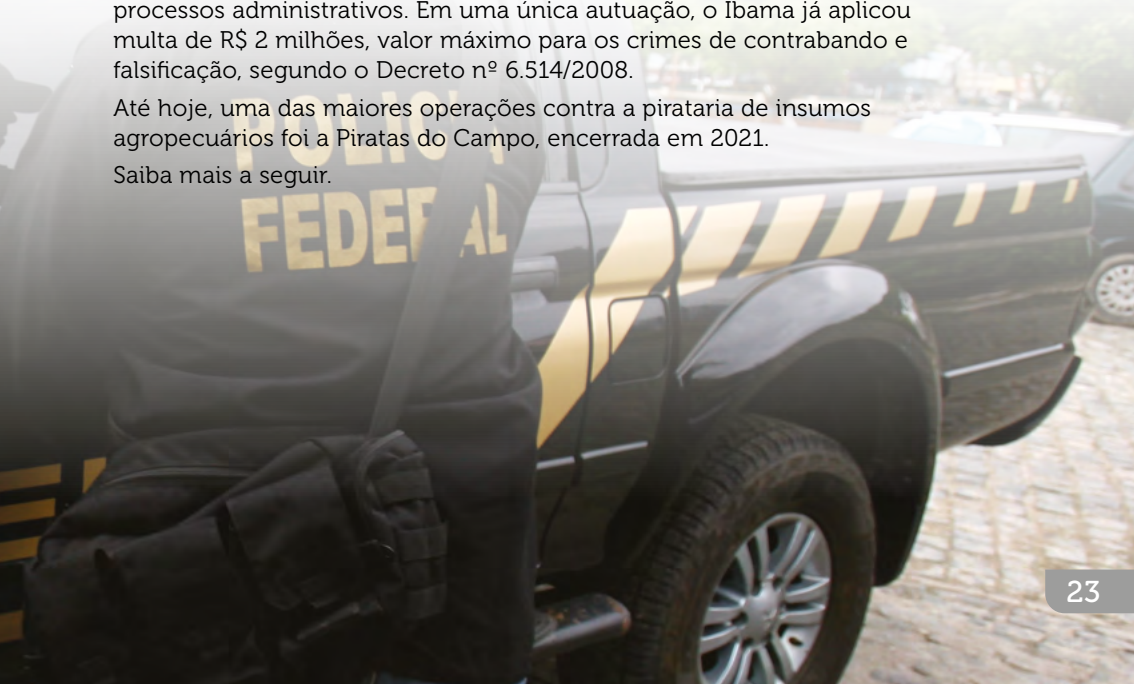 processos administrativos. Em uma única autuação, o Ibama já aplicou
multa de R$ 2 milhões, valor máximo para os crimes de contrabando e
falsificação, segundo o Decreto nº 6.514/2008.
Até hoje, uma das maiores operações contra a pirataria de insumos
agropecuários foi a Piratas do Campo, encerrada em 2021.
Saiba mais a seguir.
POLÍCIA
FEDERAL
23